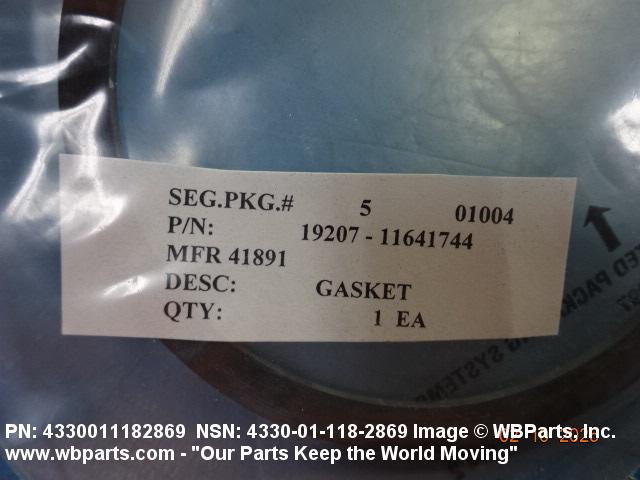 SEG.PKG.# 5 01004
P/N: 19207 - 11641744
MFR 41891
DESC: GASKET
QTY: 1 EA
PN: 4330011182869 NSN: 4330-01-118-2869 Image © WBParts, Inc.
www.wbparts.com - "Our Parts Keep the World Moving"